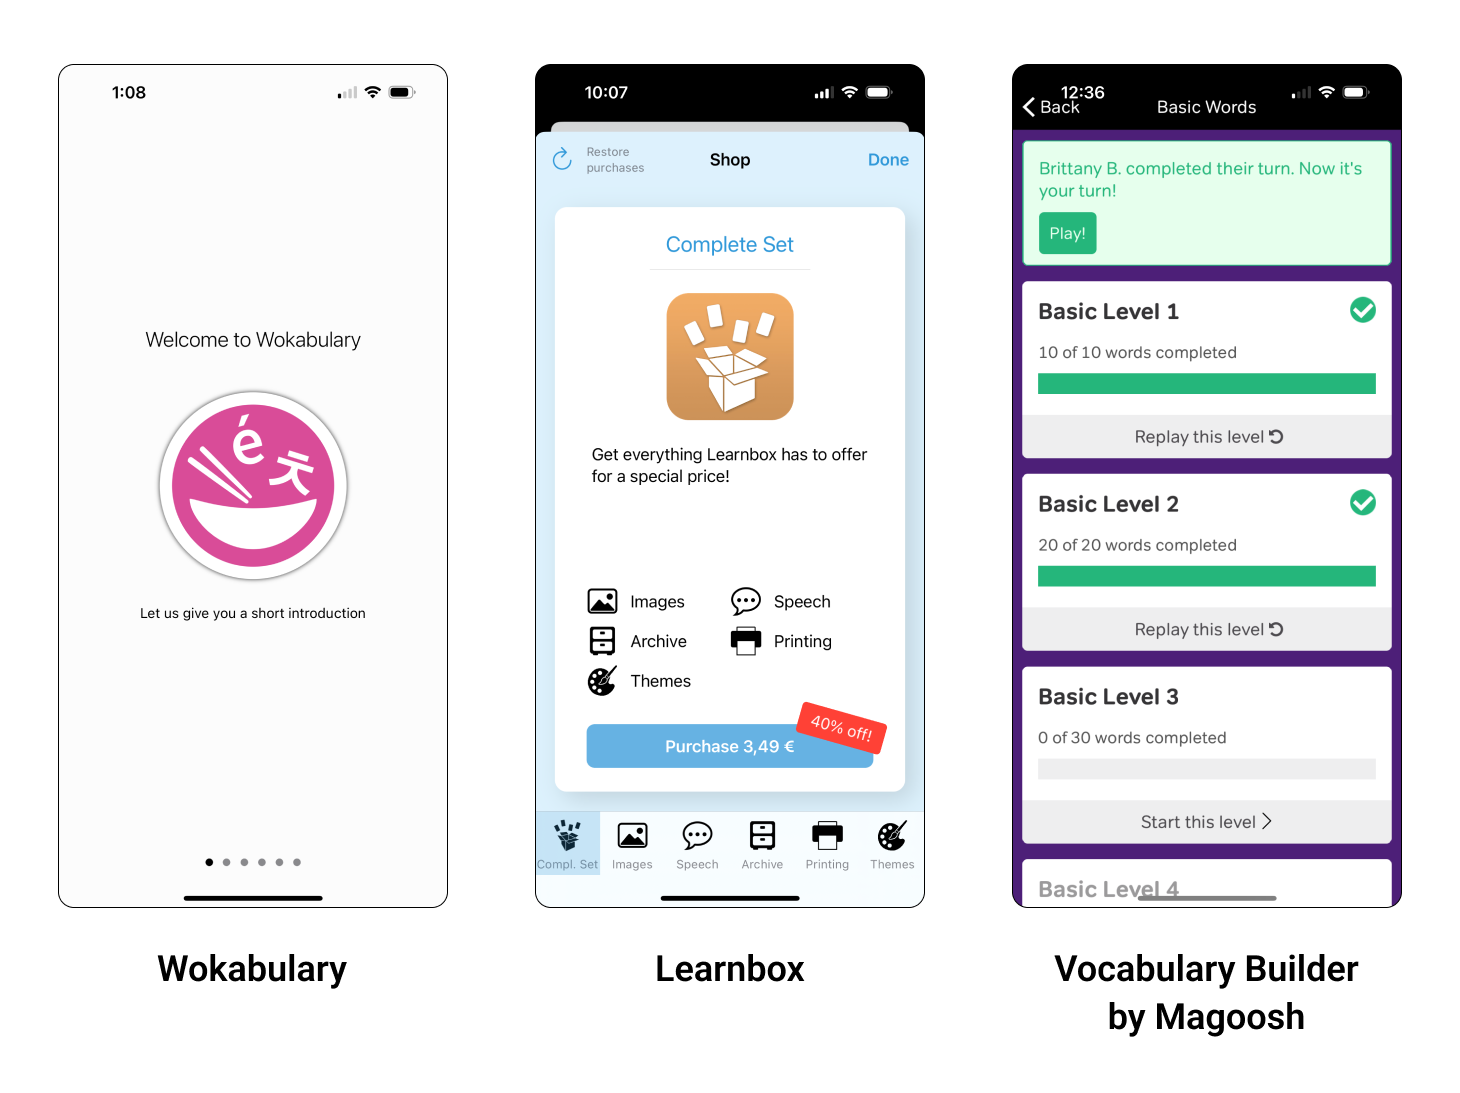 1:08
Welcome to Wokabulary
é
Let us give you a short introduction
Wokabulary
10:07
Restore
purchases
Shop
Done
Complete Set
Get everything Learnbox has to offer
for a special price!
Images
Speech
Archive
Printing
Themes
40% off!
Purchase 3,49 €
Compl. Set
Images
Speech
Archive
Printing
Themes
Learnbox
12:36
Back
Basic Words
Brittany B. completed their turn. Now it's
your turn!
Play!
Basic Level 1
10 of 10 words completed
Replay this level
Basic Level 2
20 of 20 words completed
Replay this level
Basic Level 3
0 of 30 words completed
Start this level
Basic Level 4
Vocabulary Builder
by Magoosh